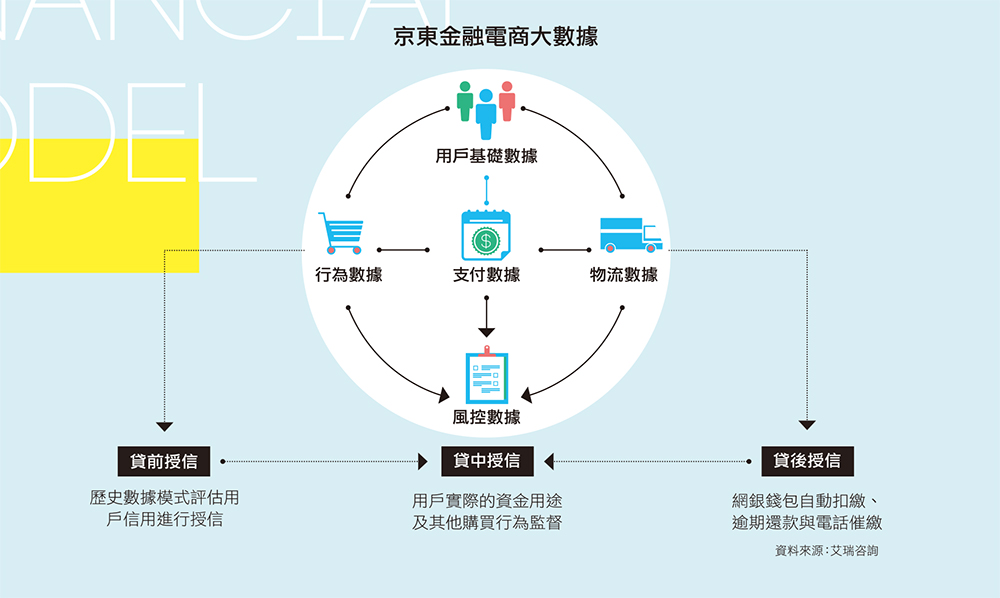 NANCIAL
ODEL
京東金融電商大數據
用戶基礎數據
行為數據
支付數據
$
物流數據
風控數據
貸前授信
貸中授信
貸後授信
歷史數據模式評估用
戶信用進行授信
用戶實際的資金用途
及其他購買行為監督
網銀錢包自動扣繳、
逾期還款與電話催繳
資料來源：艾瑞咨詢